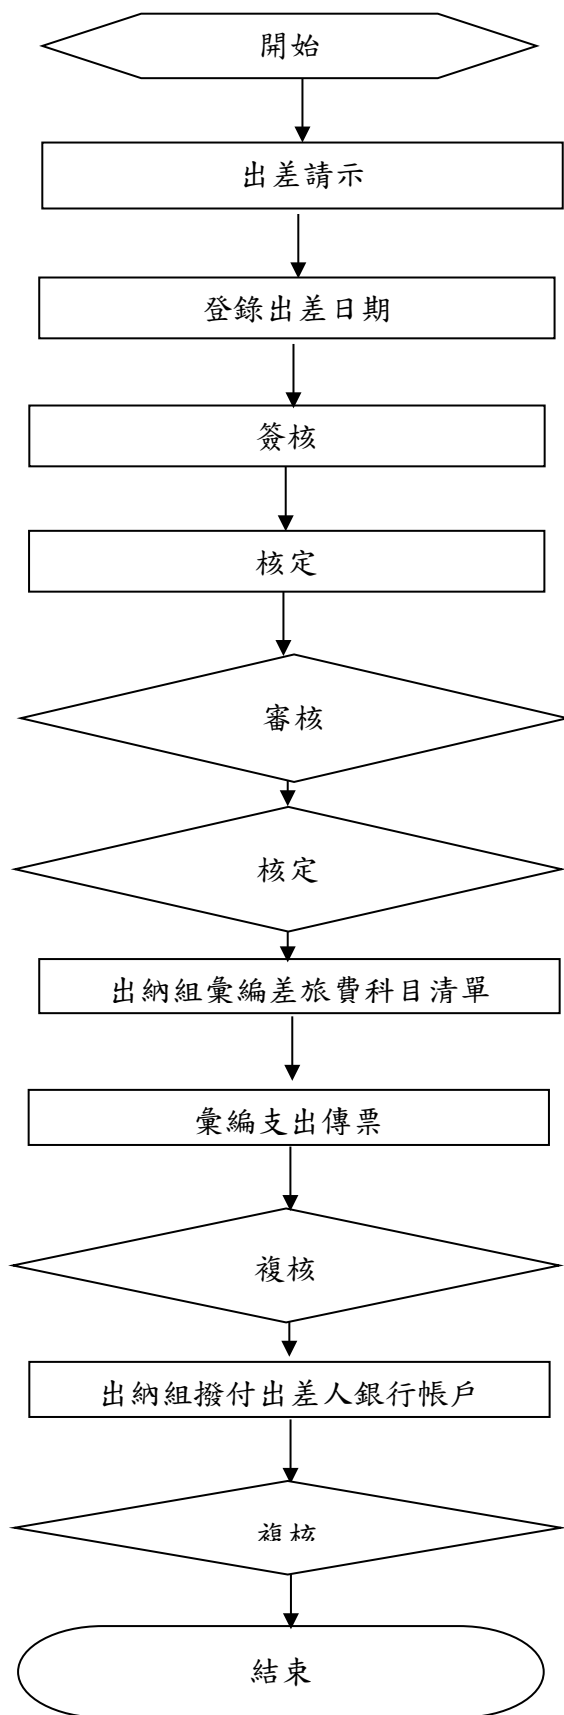 開始
出差請示
登錄出差日期
簽核
核定
審核
核定
出納組彙編差旅費科目清單
彙編支出傳票
複核
出納組撥付出差人銀行帳戶
複核
結束